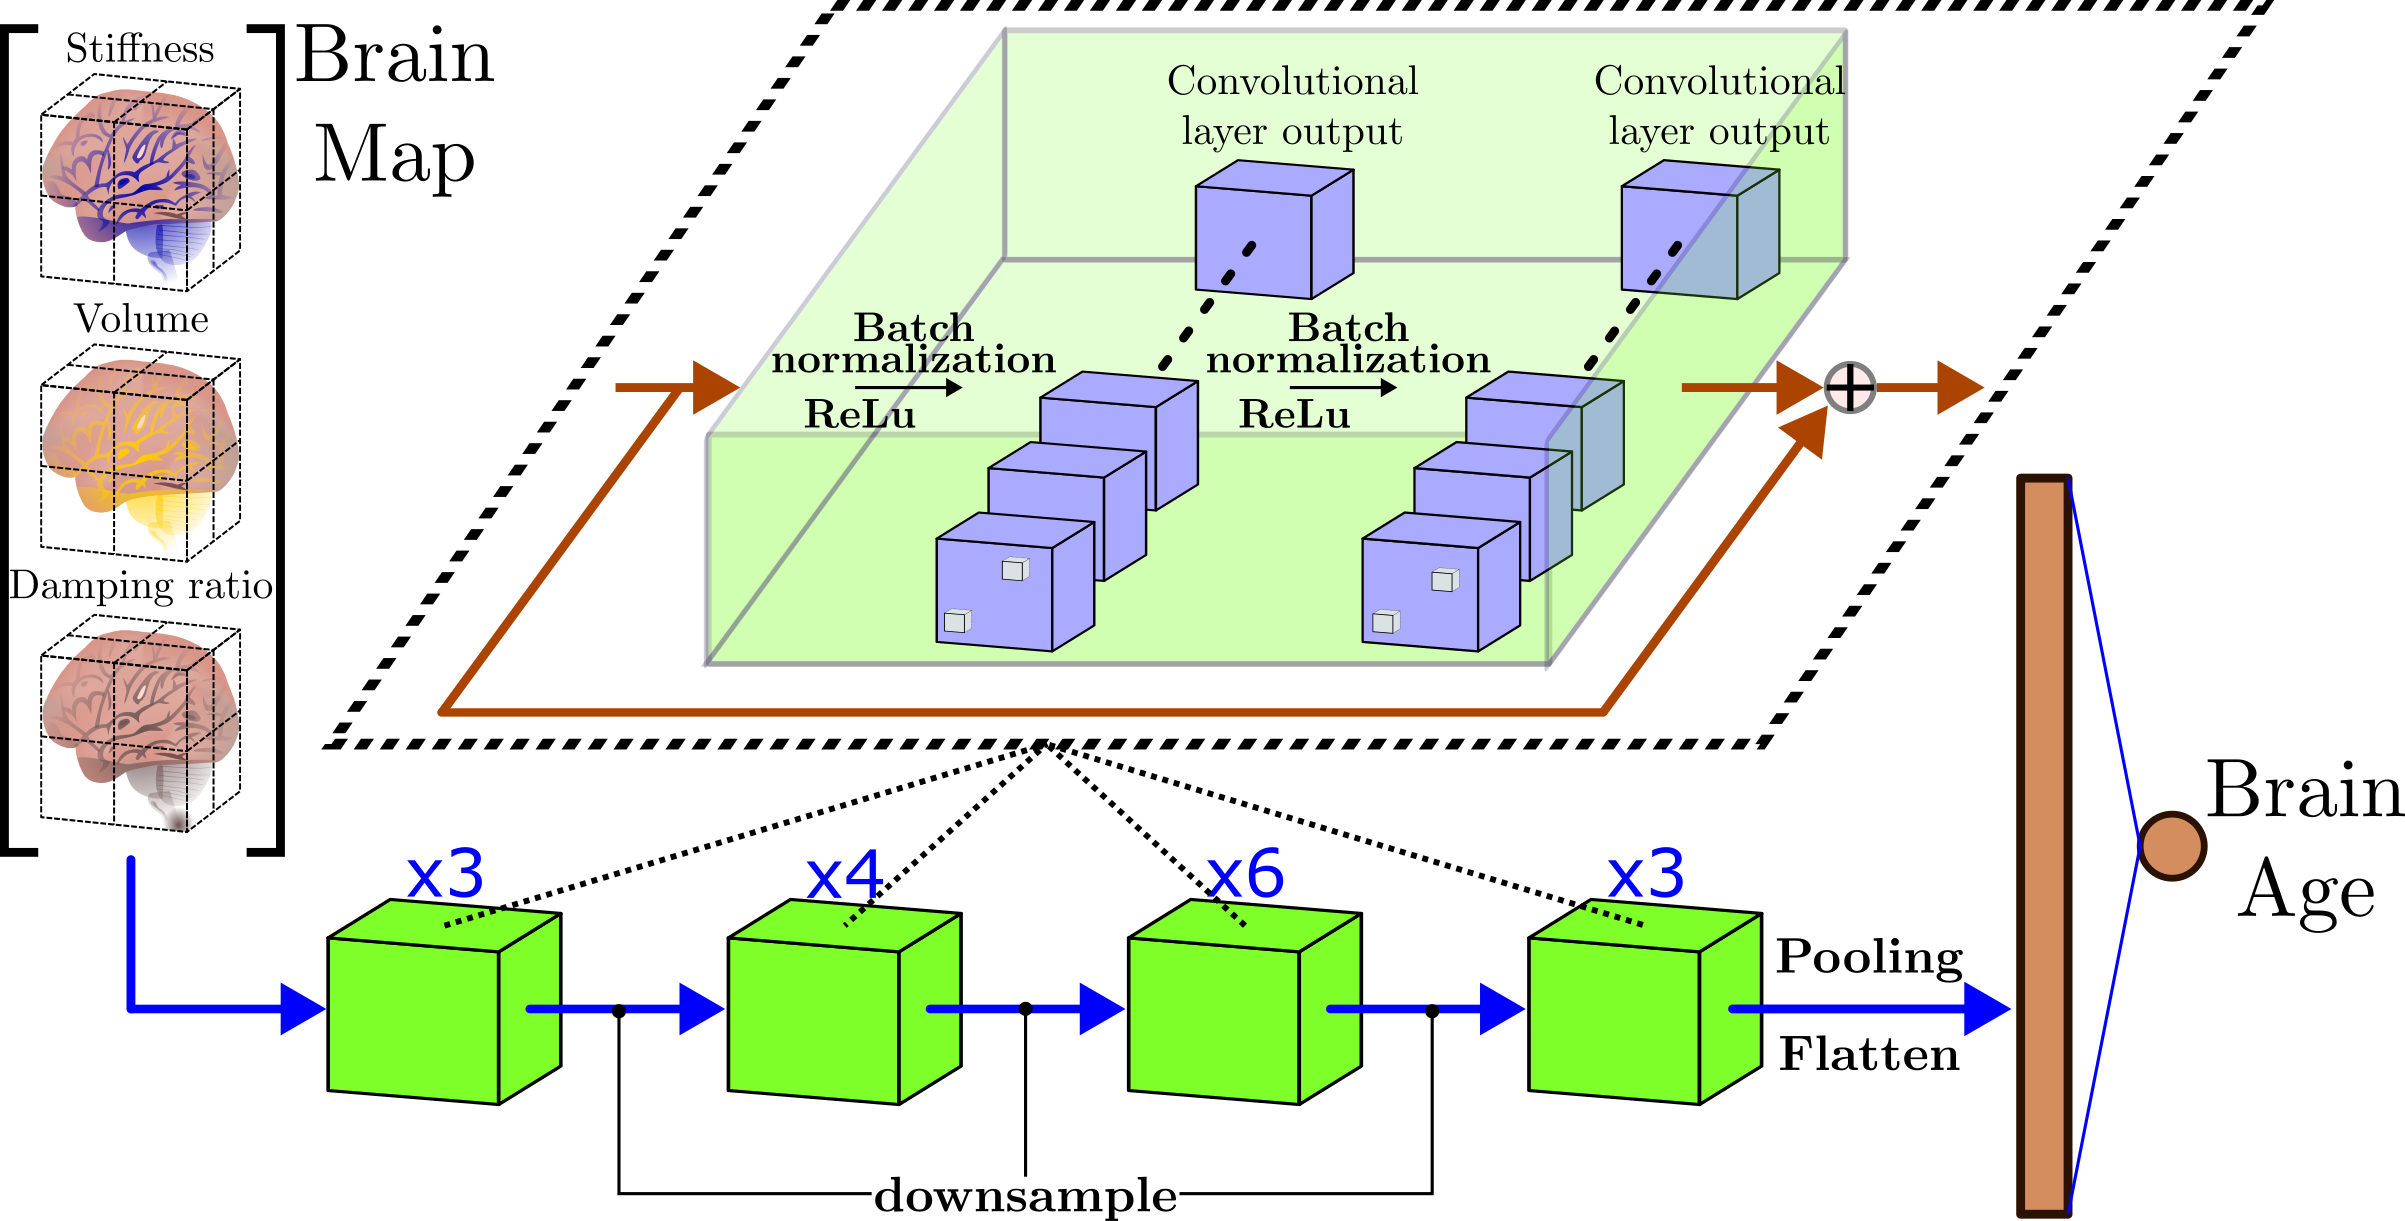 Stiffness
Volume
Damping ratio
Brain
Map
Convolutional
layer output
Convolutional
layer output
Batch
normalization
ReLu
Batch
normalization
ReLu
x3
x4
x6
x3
Pooling
Flatten
downsample
Brain
Age